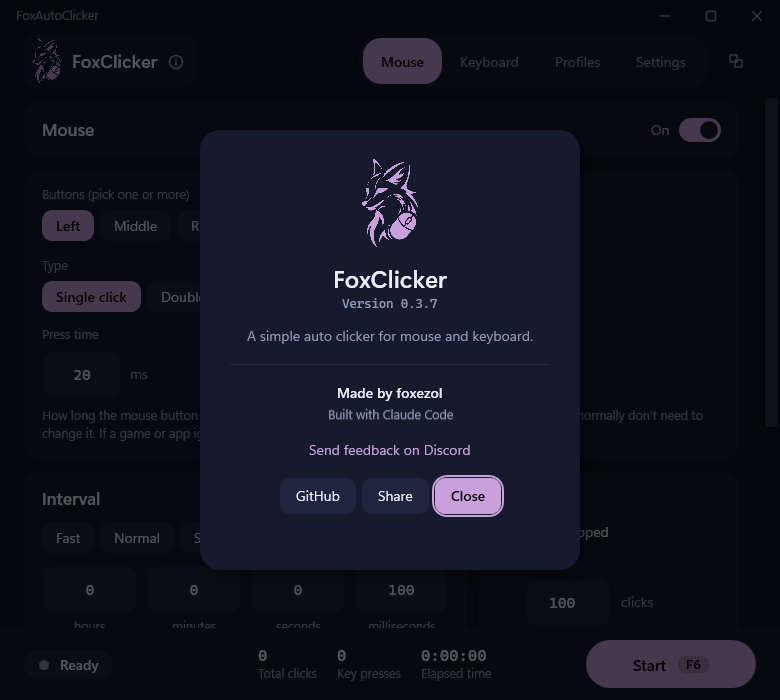 FoxAutoClicker
FoxClicker
Mouse
Keyboard
Profiles
Settings
Mouse
On
Buttons (pick one or more)
Left
Middle
R
Type
Single click
Doubl
Press time
20
ms
How long the mouse button
normally don't need to
change it. If a game or app ig
FoxClicker
Version 0.3.7
A simple auto clicker for mouse and keyboard.
Made by foxezol
Built with Claude Code
Send feedback on Discord
GitHub
Share
Close
Interval
Fast
Normal
S
pped
0
0
0
100
100
clicks
hours
minutes
seconds
milliseconds
Ready
0
Total clicks
0
Key presses
0:00:00
Elapsed time
Start
F6